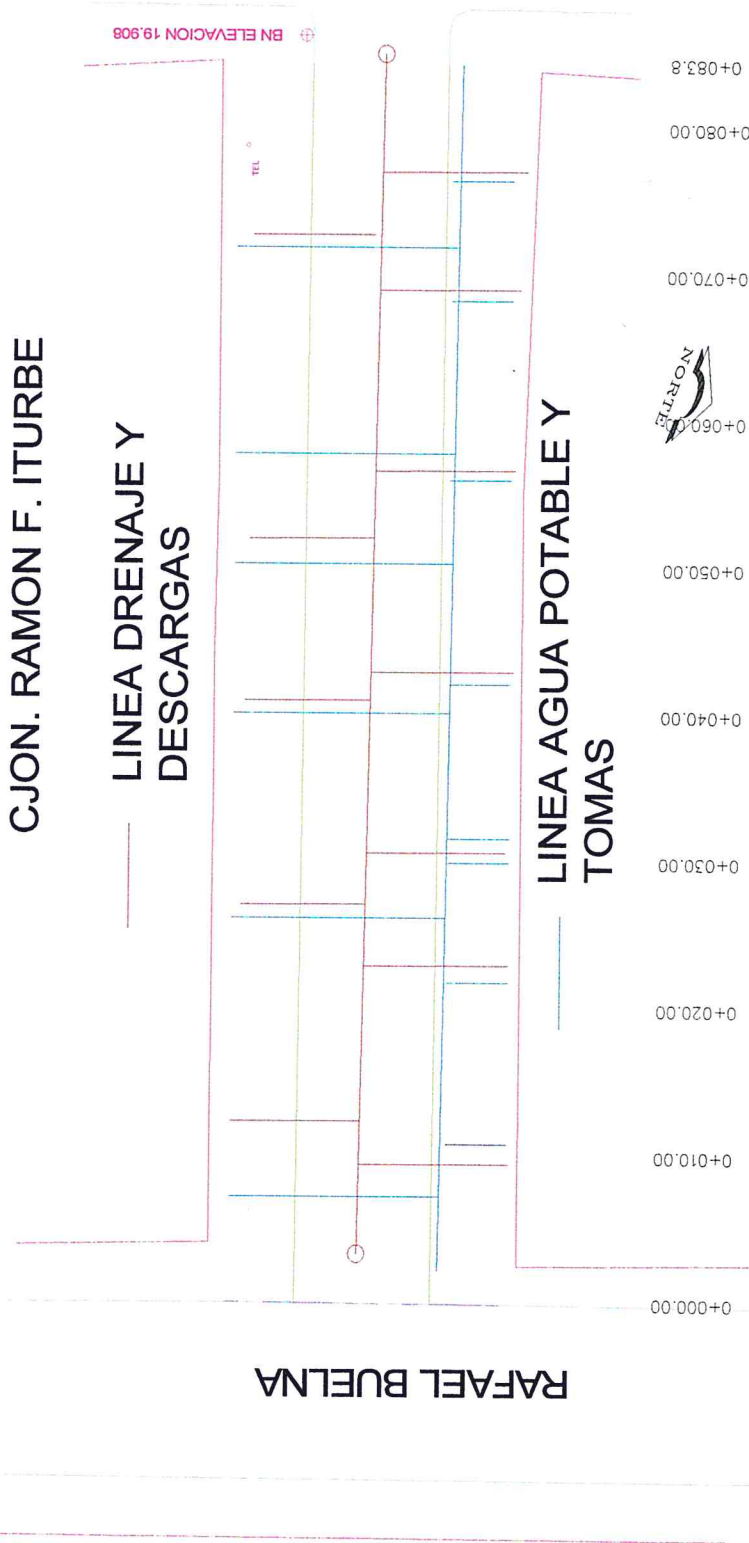 CJON. RAMON F. ITURBE
LINEA DRENAJE Y
DESCARGAS
LINEA AGUA POTABLE Y
TOMAS
RAFAEL BUELNA
BN ELEVACION 19.908
TEL
NORTE
0+083.8
0+080.00
0+070.00
0+060.00
0+050.00
0+040.00
0+030.00
0+020.00
0+010.00
0+000.00